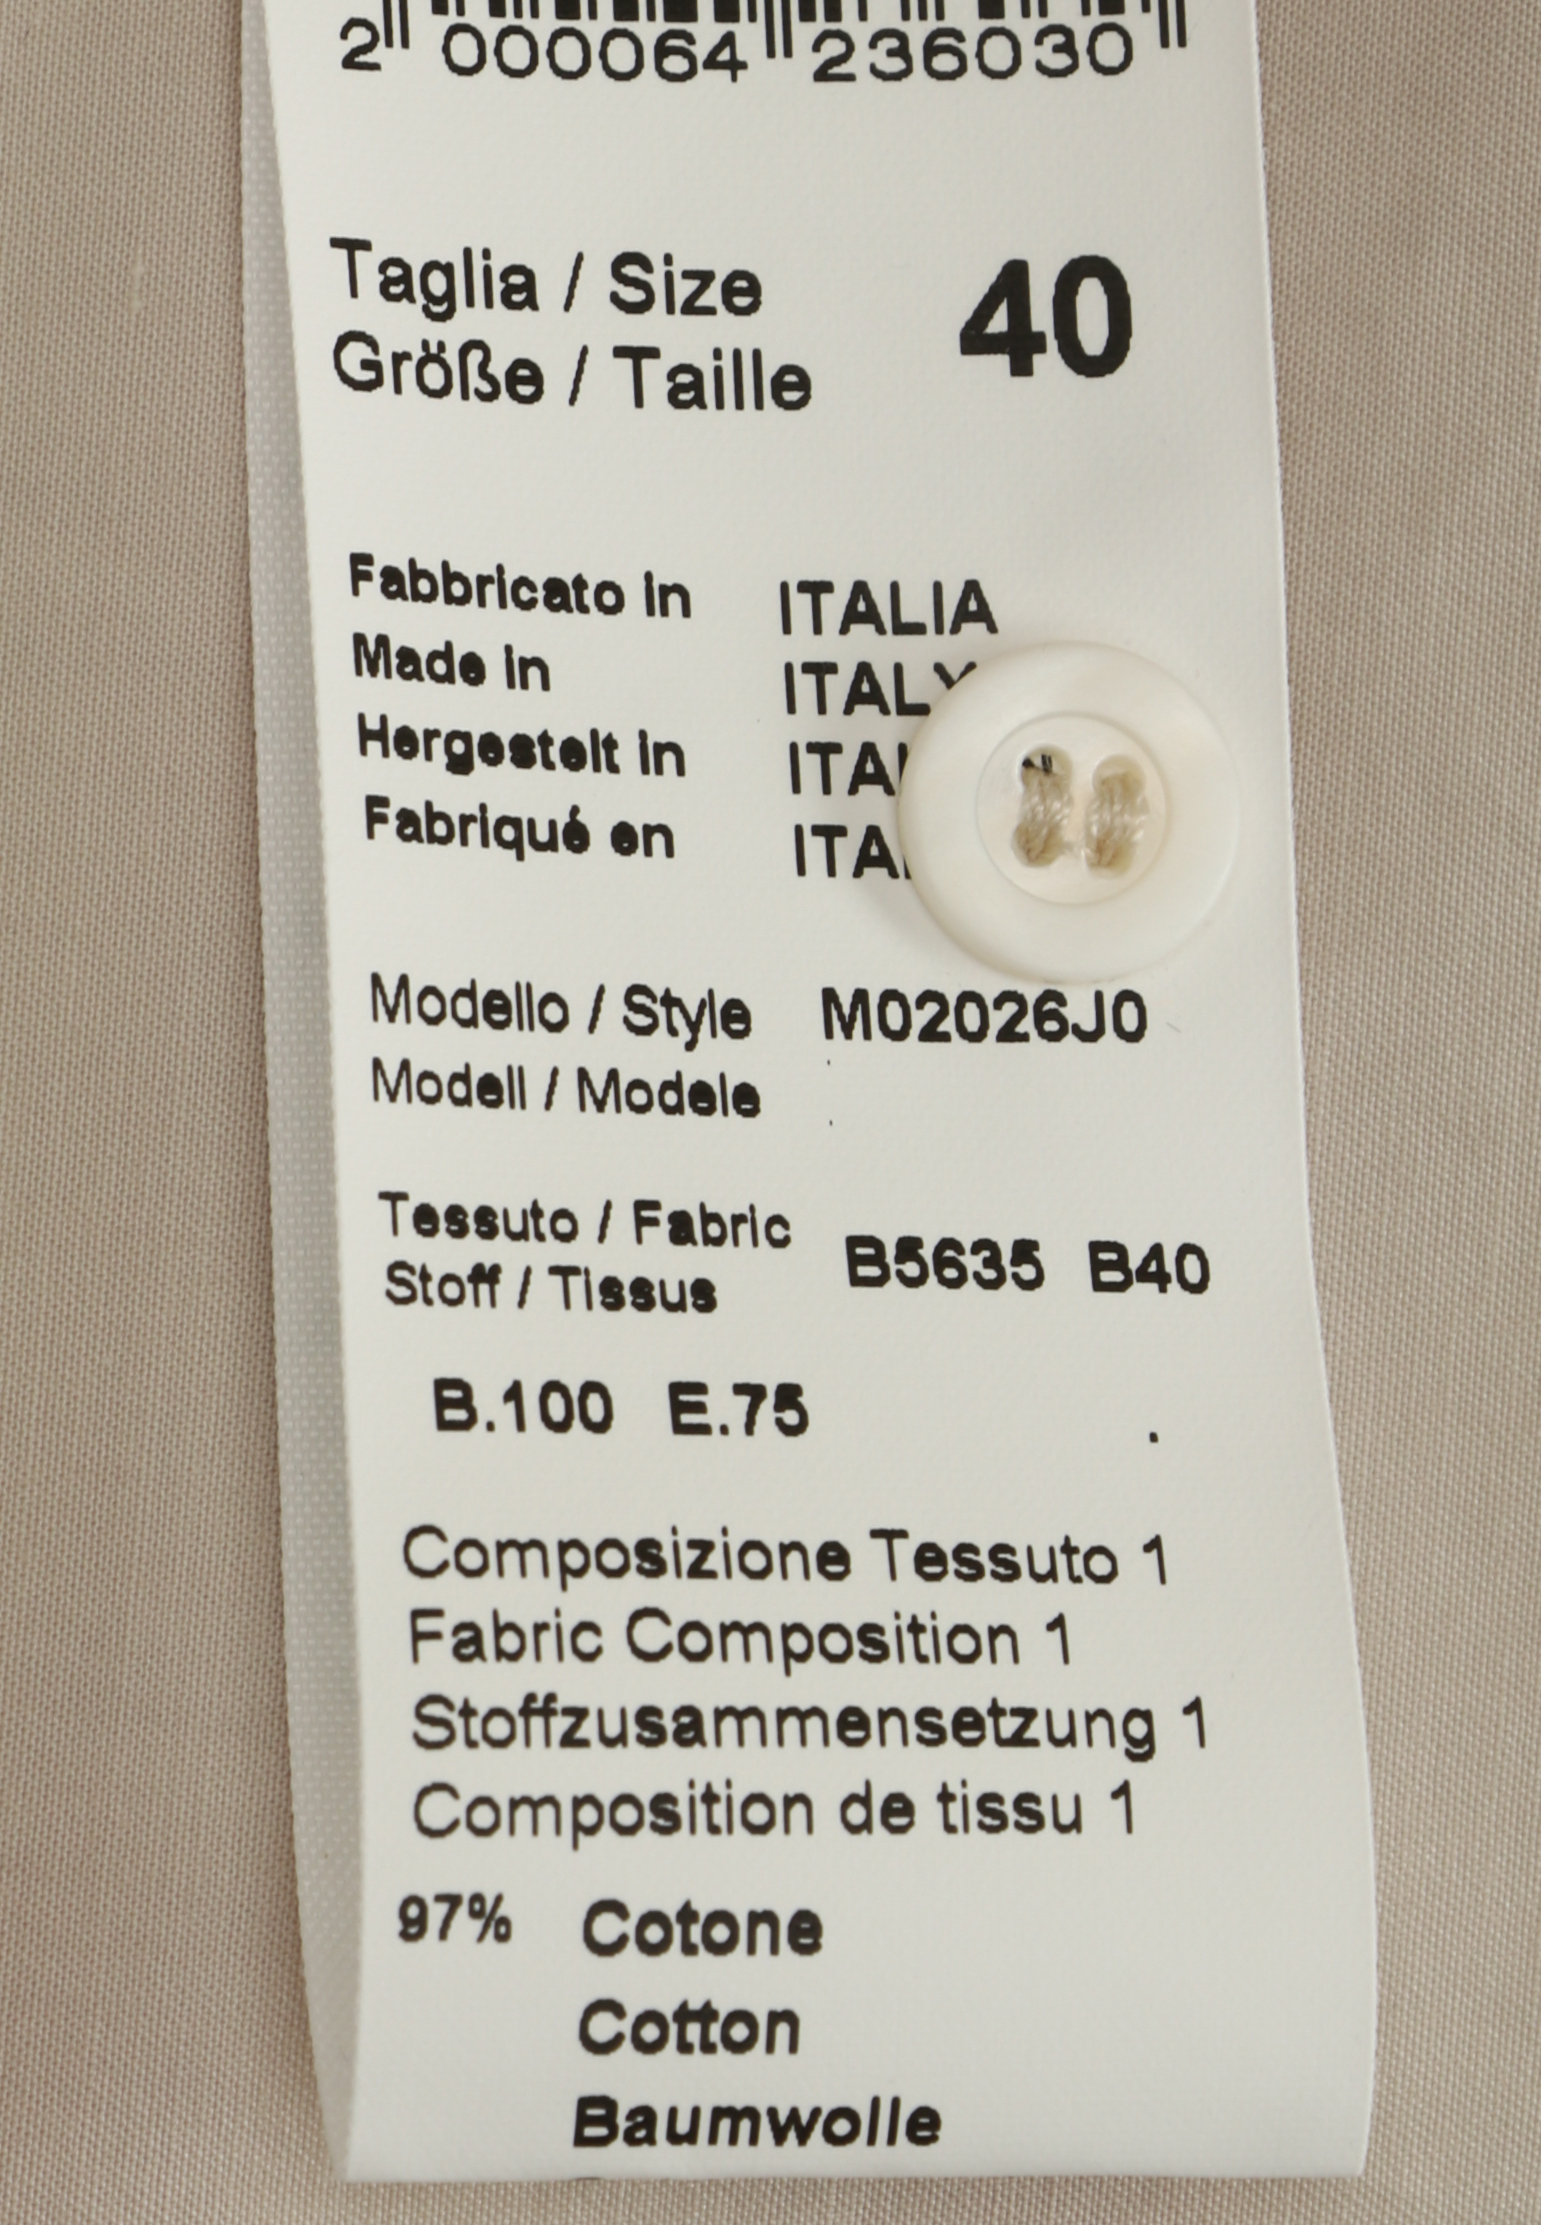 2 000064 236030
Taglia / Size 40
Größe / Taille
Fabbricato in ITALIA
Made in ITALY
Hergestelt in
Fabriqué en
Modello / Style M02026J0
Modell / Modele
Tessuto / Fabric B5635 B40
Stoff / Tissus
B.100 E.75
Composizione Tessuto 1
Fabric Composition 1
Stoffzusammensetzung 1
Composition de tissu 1
97% Cotone
Cotton
Baumwolle